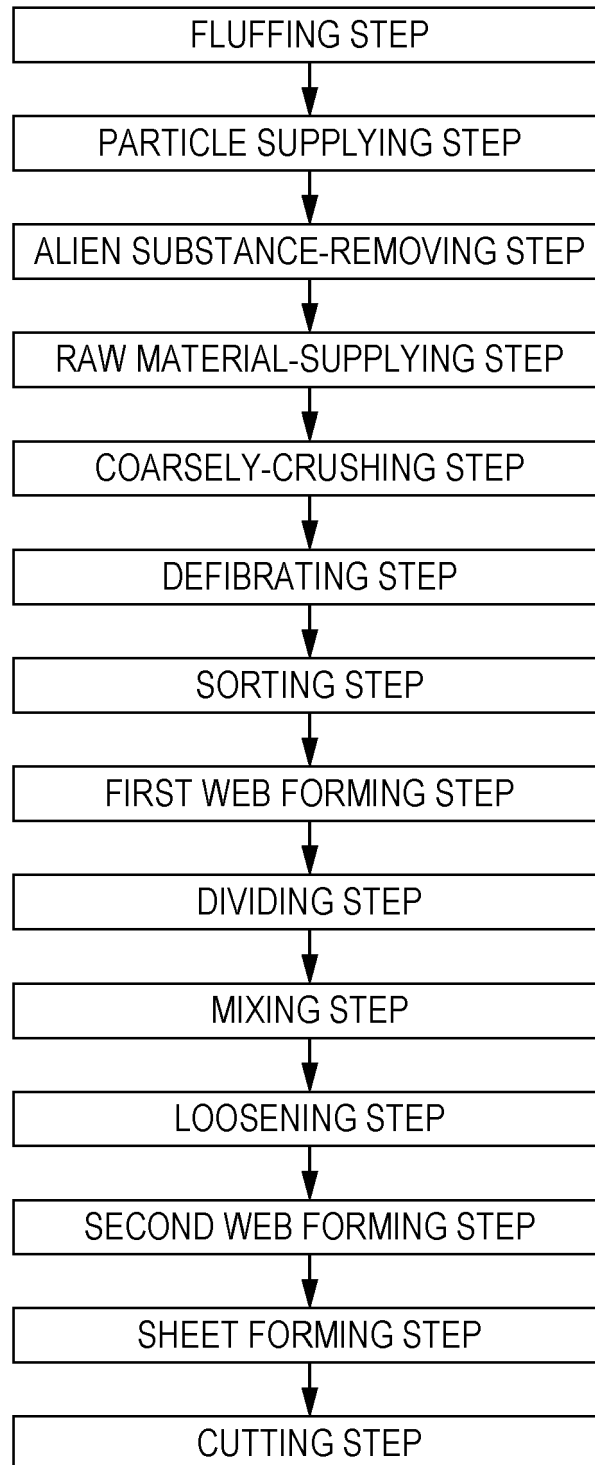 FLUFFING STEP
PARTICLE SUPPLYING STEP
ALIEN SUBSTANCE-REMOVING STEP
RAW MATERIAL-SUPPLYING STEP
COARSELY-CRUSHING STEP
DEFIBRATING STEP
SORTING STEP
FIRST WEB FORMING STEP
DIVIDING STEP
MIXING STEP
LOOSENING STEP
SECOND WEB FORMING STEP
SHEET FORMING STEP
CUTTING STEP